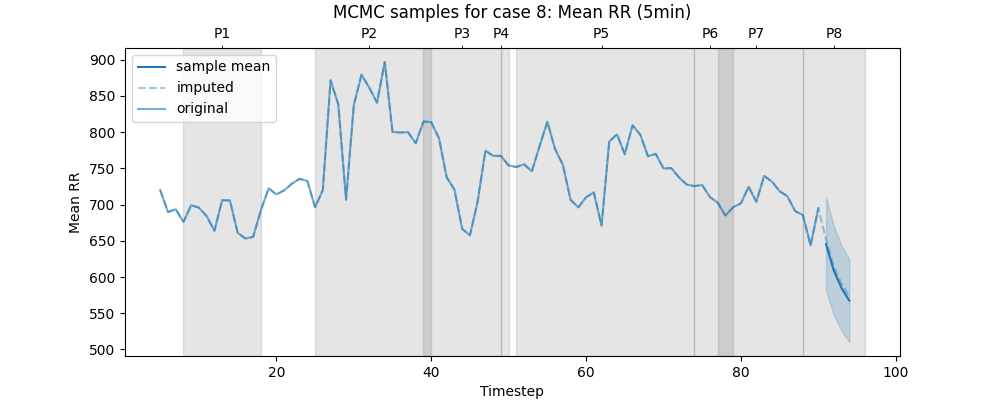 MCMC samples for case 8: Mean RR (5min)
P1 P2 P3 P4 P5 P6 P7 P8
sample mean
imputed
original
900
850
800
750
700
650
600
550
500
Mean RR
20 40 60 80 100
Timestep